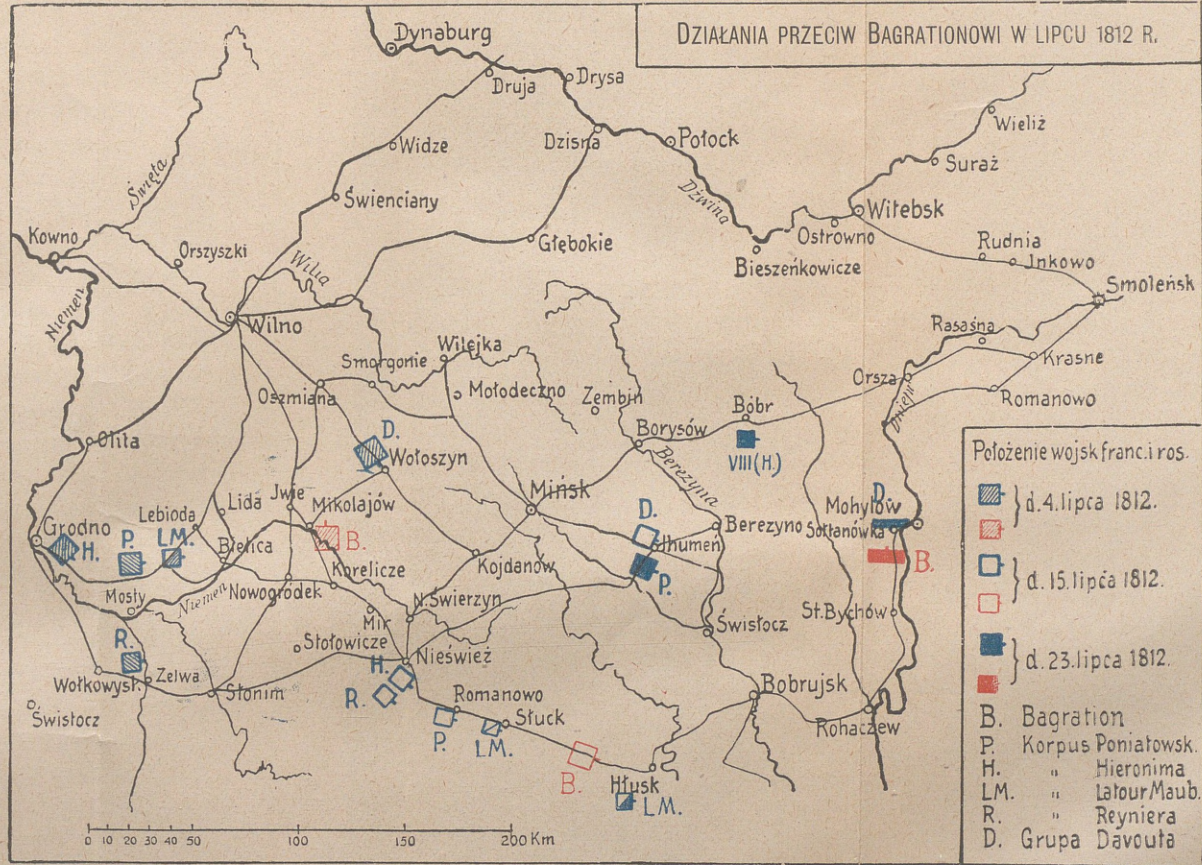 DZIAŁANIA PRZECIW BAGRATIONOWI W LIPCU 1812 R.
Dynaburg
Druja
Drysa
Widze
Dzisna
Połock
Wieliż
Suraż
Święta
Święnciany
Dźwina
Witebsk
Ostrowno
Kowno
Orszyszki
Wilia
Głębokie
Bieszeńkowicze
Rudnia
Inkowo
Smoleńsk
Niemen
Wilno
Rasaśna
Smorgonie
Wilejka
Krasne
Oszmiana
Mołodeczno
Zembin
Orsza
Romanowo
Dniepr
Olita
D.
Wołoszyn
Borysów
Bóbr
VIII (H.)
Berezyna
Grodno
H.
P.
LM.
Lebioda
Lida
Jwie
Mikołajów
B.
Bielica
Mińsk
D.
Jhumeń
P.
Berezyno
Mohylów
D.
Sołtanówka
B.
Mosty
Niemen
Nowogródek
Korelicze
Kojdanów
Mir
N. Świerzyn
Stołowicze
Nieśwież
Świsłocz
St. Bychów
R.
Wołkowysk
Zelwa
Słonim
Świsłocz
H.
R.
Romanowo
P.
LM.
Słuck
B.
Hłusk
LM.
Bobrujsk
Rohaczew
Położenie wojsk franc. i ros.
d. 4. lipca 1812.
d. 15. lipca 1812.
d. 23. lipca 1812.
B. Bagration
P. Korpus Poniatowsk.
H. " Hieronima
LM. " Latour Maub.
R. " Reyniera
D. Grupa Davouta
0 10 20 30 40 50 100 150 200 Km